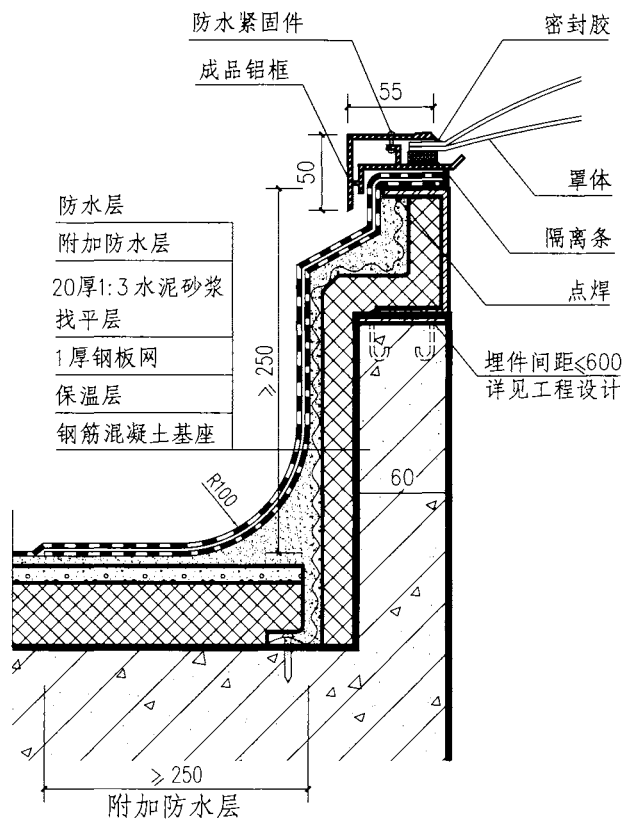 防水紧固件
密封胶
成品铝框
55
50
罩体
防水层
附加防水层
隔离条
20厚1:3水泥砂浆
找平层
点焊
1厚钢板网
≥250
埋件间距≤600
详见工程设计
保温层
钢筋混凝土基座
R100
60
≥250
附加防水层